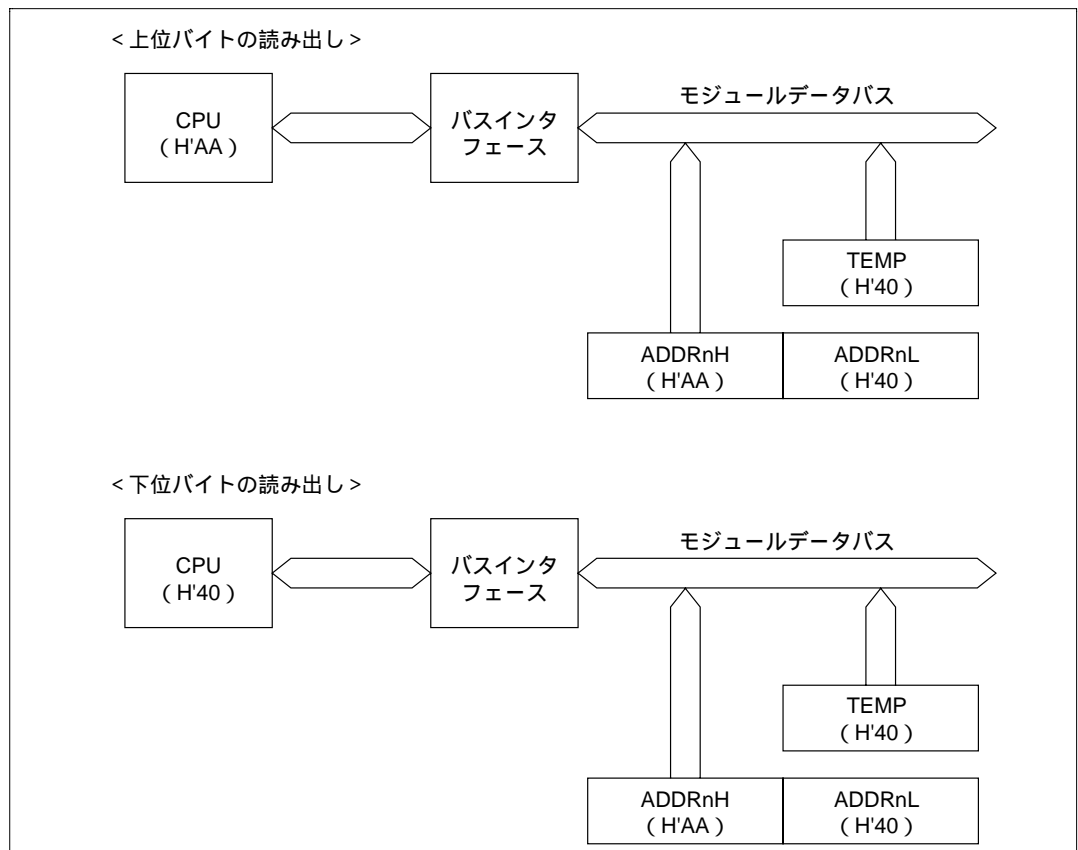 <上位バイトの読み出し>
モジュールデータバス
CPU
(H'AA)
バスインタ
フェース
TEMP
(H'40)
ADDRnH
(H'AA)
ADDRnL
(H'40)
<下位バイトの読み出し>
モジュールデータバス
CPU
(H'40)
バスインタ
フェース
TEMP
(H'40)
ADDRnH
(H'AA)
ADDRnL
(H'40)